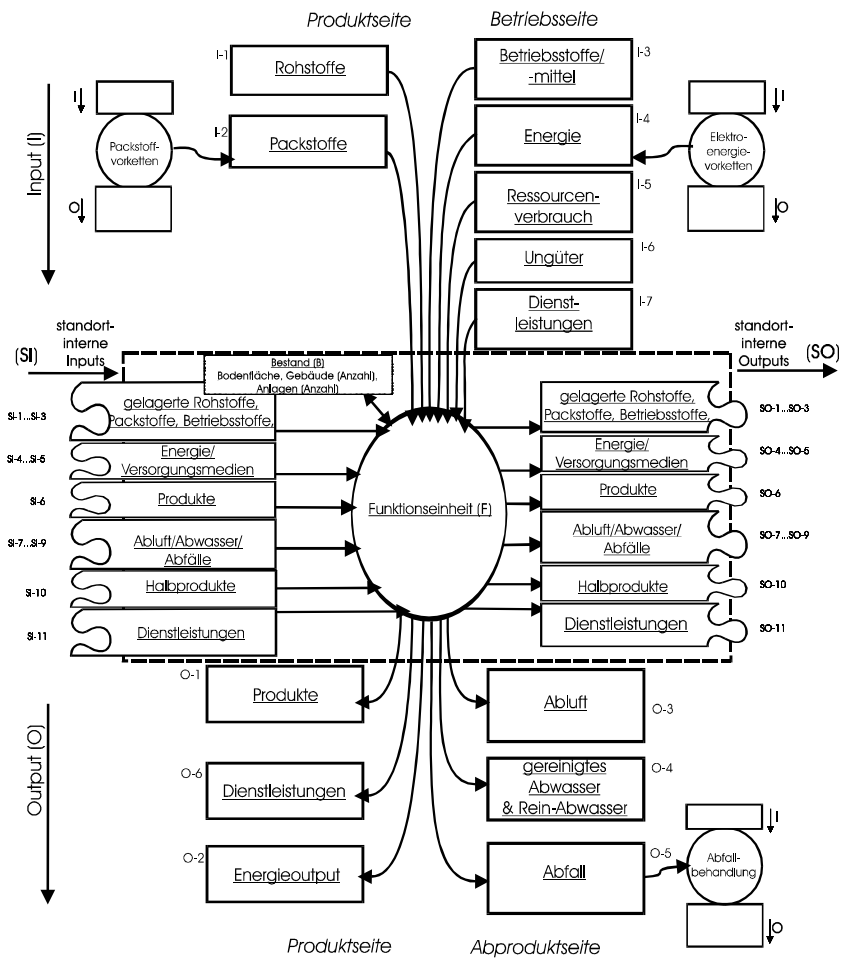 Produktseite
Betriebsseite
I-1
Rohstoffe
I-2
Packstoffe
I-3
Betriebsstoffe/
-mittel
I-4
Energie
I-5
Ressourcen-
verbrauch
I-6
Ungüter
I-7
Dienst-
leistungen
Input (I)
I
Packstoff-
vorketten
O
I
Elektro-
energie-
vorketten
O
(SI)
standort-
interne
Inputs
standort-
interne
Outputs
(SO)
Bestand (B)
Bodenfläche, Gebäude (Anzahl),
Anlagen (Anzahl)
SI-1...SI-3
gelagerte Rohstoffe,
Packstoffe, Betriebsstoffe,
SI-4...SI-5
Energie/
Versorgungsmedien
SI-6
Produkte
SI-7...SI-9
Abluft/Abwasser/
Abfälle
SI-10
Halbprodukte
SI-11
Dienstleistungen
Funktionseinheit (F)
gelagerte Rohstoffe,
Packstoffe, Betriebsstoffe,
SO-1...SO-3
Energie/
Versorgungsmedien
SO-4...SO-5
Produkte
SO-6
Abluft/Abwasser/
Abfälle
SO-7...SO-9
Halbprodukte
SO-10
Dienstleistungen
SO-11
Output (O)
O-1
Produkte
O-6
Dienstleistungen
O-2
Energieoutput
Abluft
O-3
gereinigtes
Abwasser
& Rein-Abwasser
O-4
Abfall
O-5
I
Abfall-
behandlung
O
Produktseite
Abproduktseite